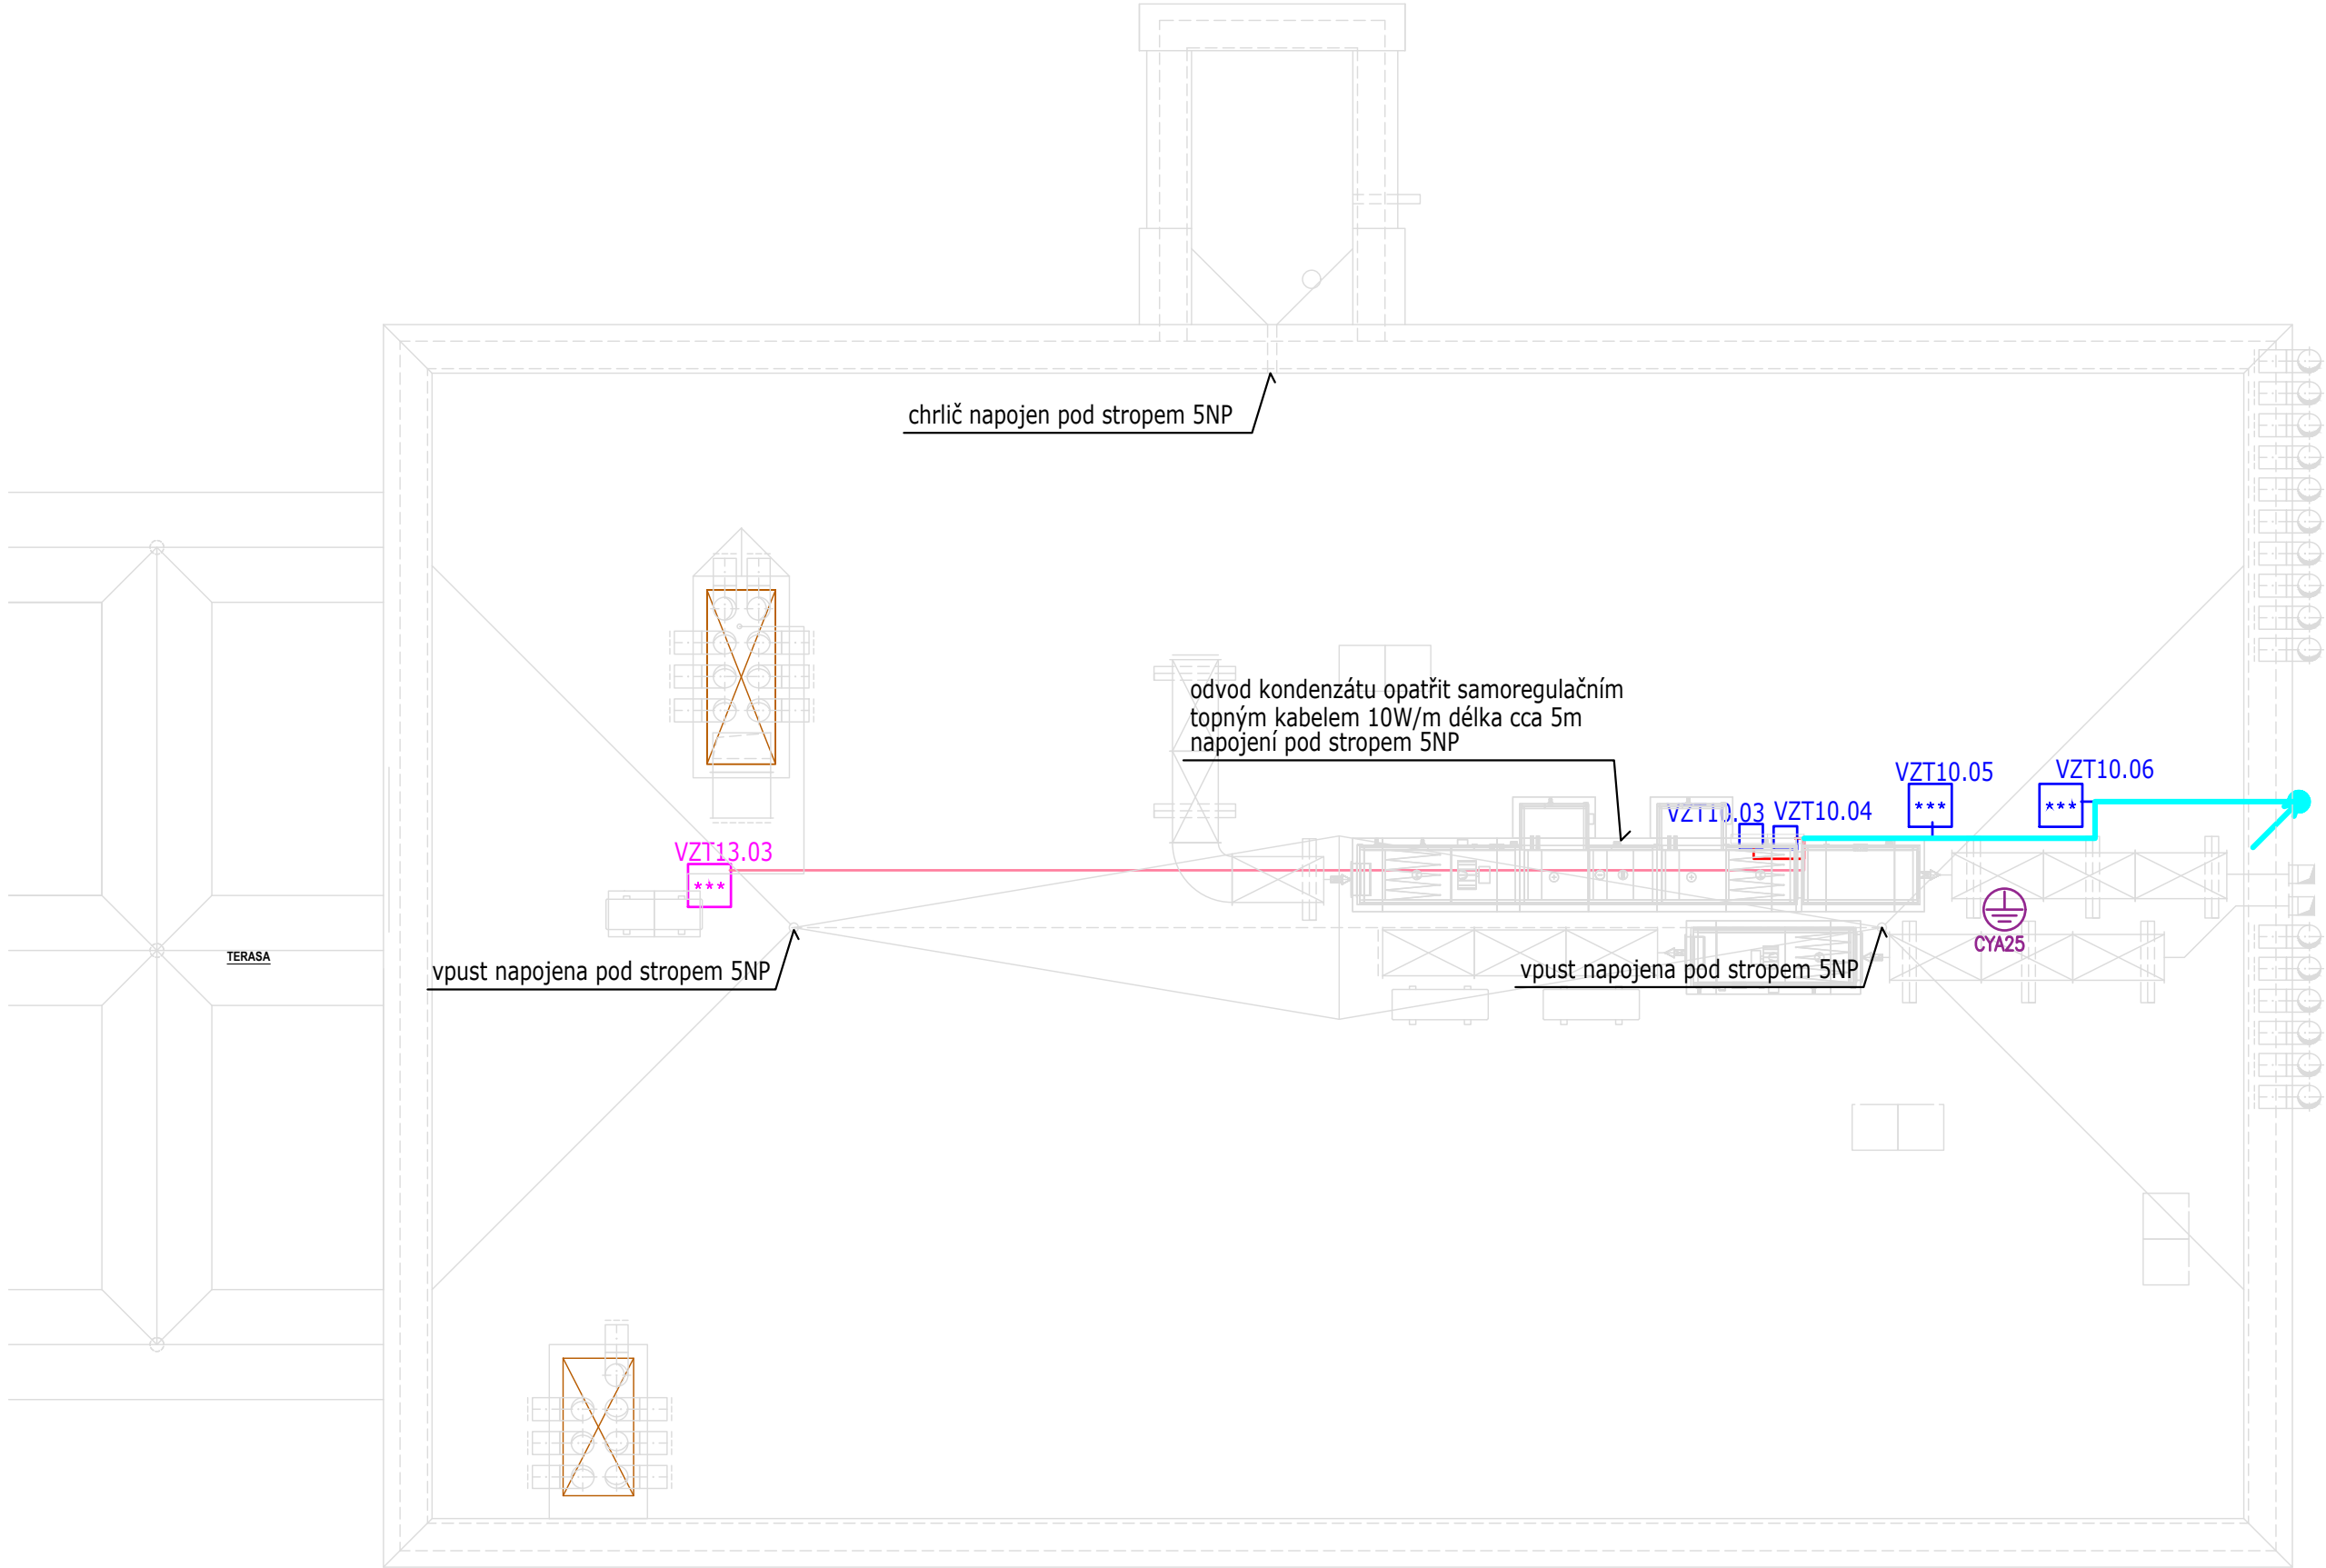 chrlič napojen pod stropem 5NP
odvod kondenzátu opatřit samoregulačním
topným kabelem 10W/m délka cca 5m
napojení pod stropem 5NP
VZT10.05
VZT10.06
VZT10.03
VZT10.04
***
***
VZT13.03
***
CYA25
TERASA
vpust napojena pod stropem 5NP
vpust napojena pod stropem 5NP